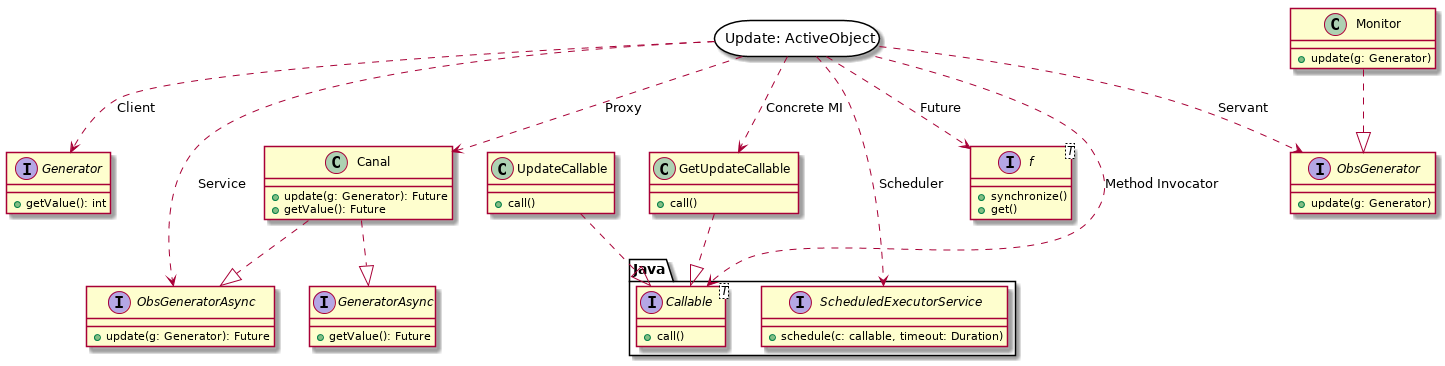 Update: ActiveObject
C Monitor
update(g: Generator)
Client
Proxy
Concrete MI
Future
Servant
I Generator
getValue(): int
Service
C Canal
update(g: Generator): Future
getValue(): Future
C UpdateCallable
call()
C GetUpdateCallable
call()
Scheduler
I f T
synchronize()
get()
Method Invocator
I ObsGenerator
update(g: Generator)
Java
I ObsGeneratorAsync
update(g: Generator): Future
I GeneratorAsync
getValue(): Future
I Callable T
call()
I ScheduledExecutorService
schedule(c: callable, timeout: Duration)